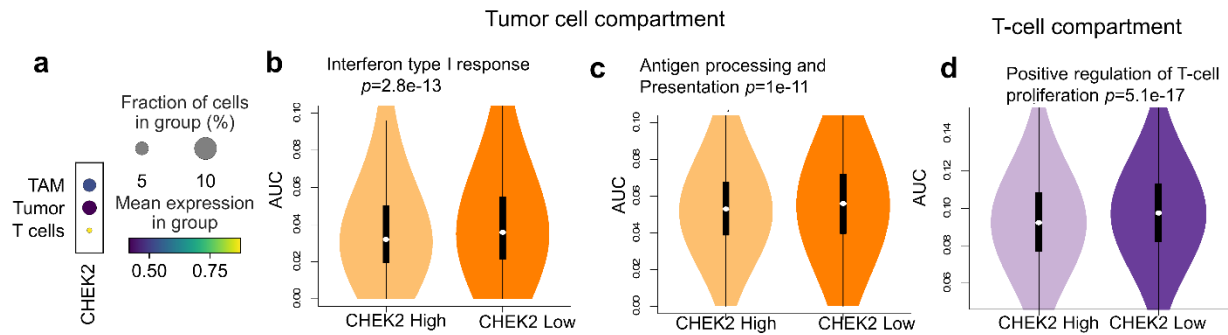 Tumor cell compartment
T-cell compartment
a
Fraction of cells
in group (%)
5 10
Mean expression
in group
0.50 0.75
TAM
Tumor
T cells
CHEK2
b
Interferon type I response
p=2.8e-13
AUC
0.10
0.08
0.06
0.04
0.02
0.00
CHEK2 High CHEK2 Low
c
Antigen processing and
Presentation p=1e-11
AUC
0.10
0.08
0.06
0.04
0.02
0.00
CHEK2 High CHEK2 Low
d
Positive regulation of T-cell
proliferation p=5.1e-17
AUC
0.14
0.12
0.10
0.08
0.06
CHEK2 High CHEK2 Low